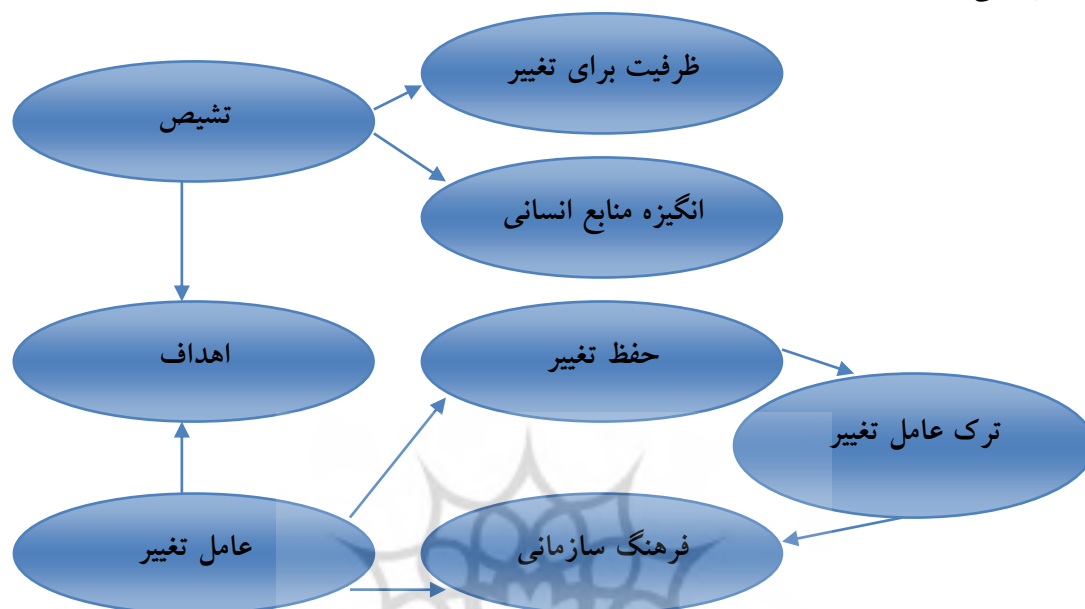 ظرفیت برای تغییر
تشیص
انگیزه منابع انسانی
اهداف
حفظ تغییر
ترک عامل تغییر
عامل تغییر
فرهنگ سازمانی